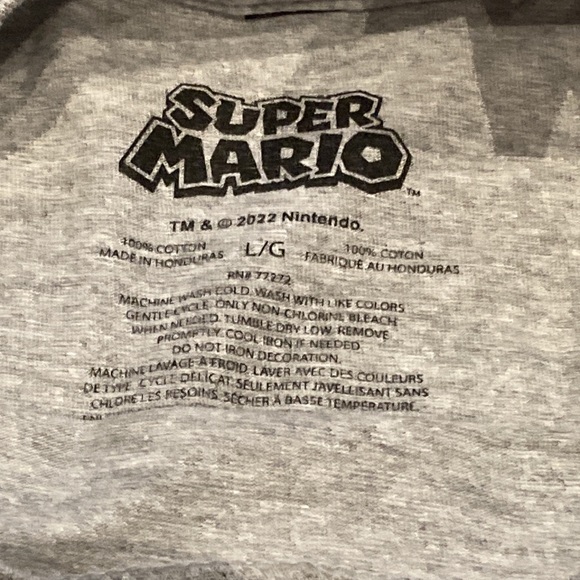 SUPER
MARIO
TM
TM & © 2022 Nintendo.
100% COTTON
MADE IN HONDURAS
L/G
100% COTON
FABRIQUÉ AU HONDURAS
RN# 77272
MACHINE WASH COLD. WASH WITH LIKE COLORS
GENTLE CYCLE. ONLY NON-CHLORINE BLEACH
WHEN NEEDED. TUMBLE DRY LOW. REMOVE
PROMPTLY. COOL IRON IF NEEDED
DO NOT IRON DECORATION.
MACHINE LAVAGE À FROID. LAVER AVEC DES COULEURS
DE TYPE. CYCLE DÉLICAT SEULEMENT JAVELLISANT SANS
CHLORE LES BESOINS. SÉCHER À BASSE TEMPÉRATURE.